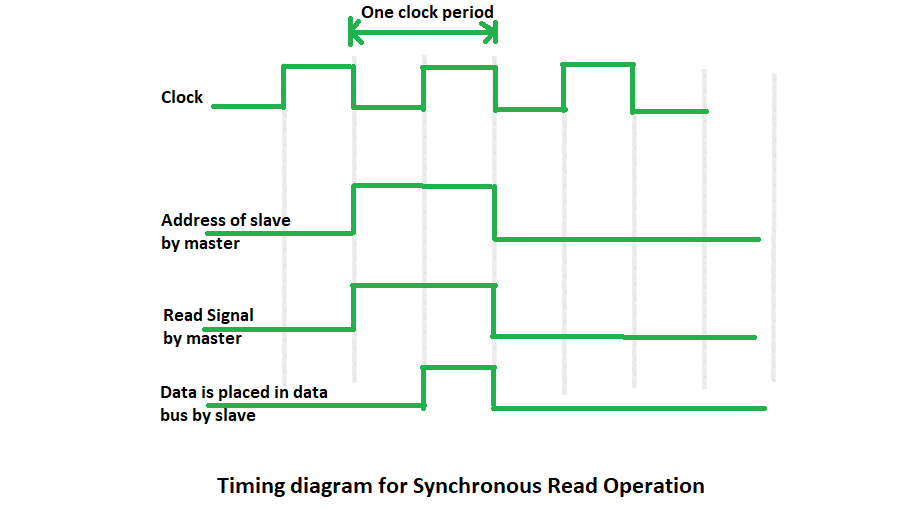 One clock period
Clock
Address of slave
by master
Read Signal
by master
Data is placed in data
bus by slave
Timing diagram for Synchronous Read Operation